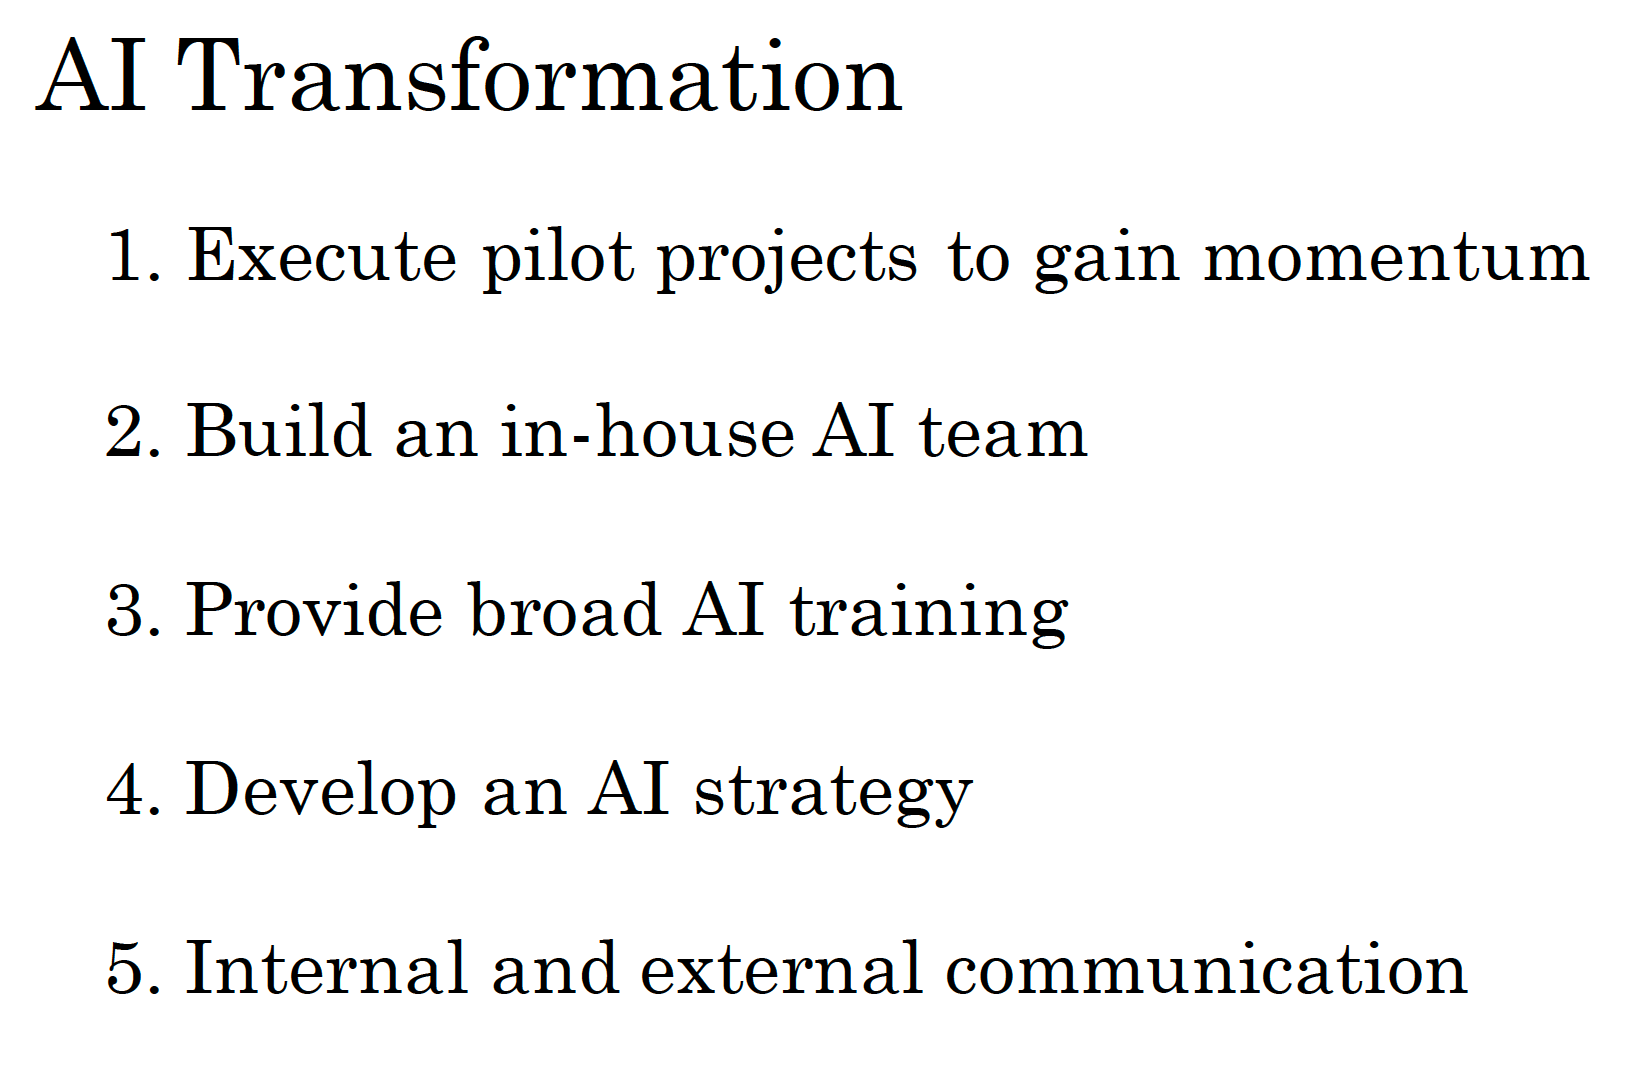 AI Transformation
1. Execute pilot projects to gain momentum
2. Build an in-house AI team
3. Provide broad AI training
4. Develop an AI strategy
5. Internal and external communication